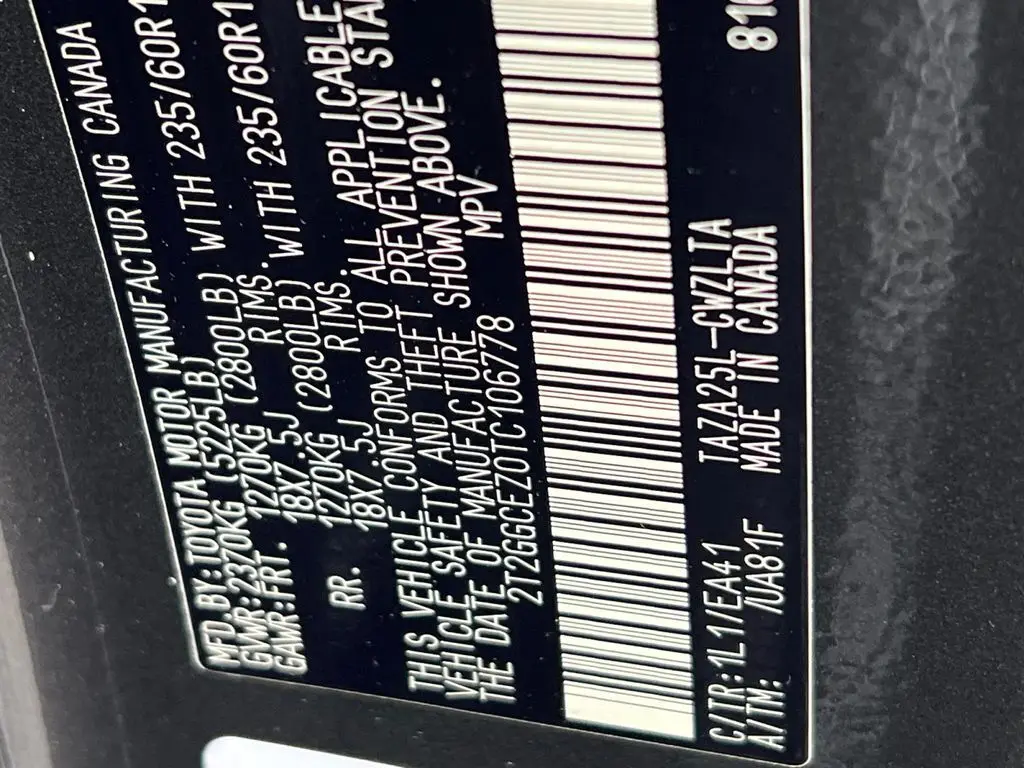 MFD.BY:TOYOTA MOTOR MANUFACTURING CANADA
GVWR:2370KG (5225LB)
GAWR:FRT. 1270KG (2800LB) WITH 235/60R1
18X7.5J RIMS.
RR. 1270KG (2800LB) WITH 235/60R1
18X7.5J RIMS.
THIS VEHICLE CONFORMS TO ALL APPLICABLE
VEHICLE SAFETY AND THEFT PREVENTION STA
THE DATE OF MANUFACTURE SHOWN ABOVE.
2T2GGCEZ0TC106778 MPV
C/TR:1L1/EA41 TAZA25L-CWZLTA
A/TM: /UA81F MADE IN CANADA 816